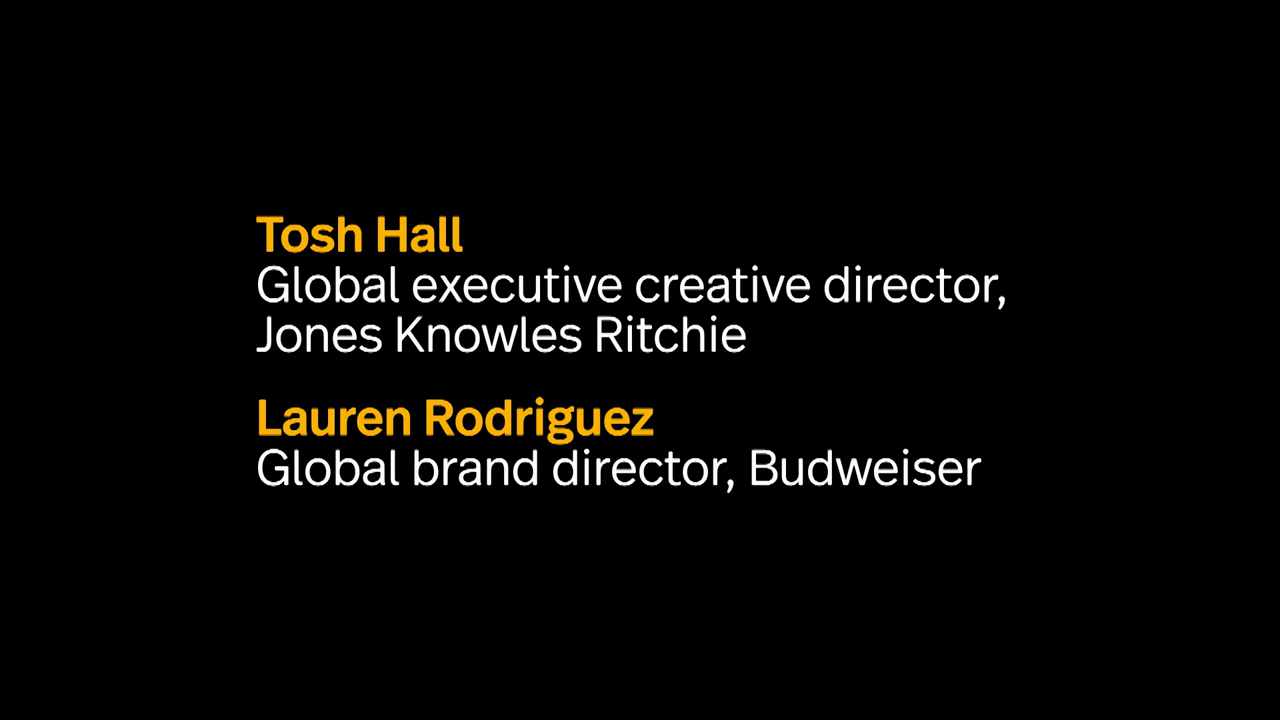 Tosh Hall
Global executive creative director,
Jones Knowles Ritchie
Lauren Rodriguez
Global brand director, Budweiser